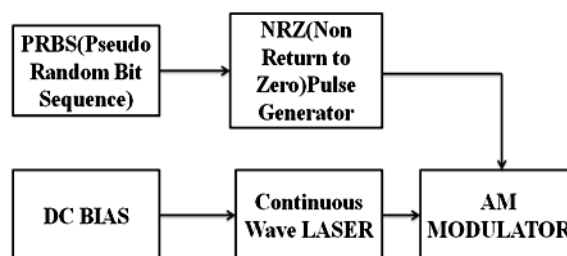 PRBS(Pseudo
Random Bit
Sequence)
NRZ(Non
Return to
Zero)Pulse
Generator
DC BIAS
Continuous
Wave LASER
AM
MODULATOR